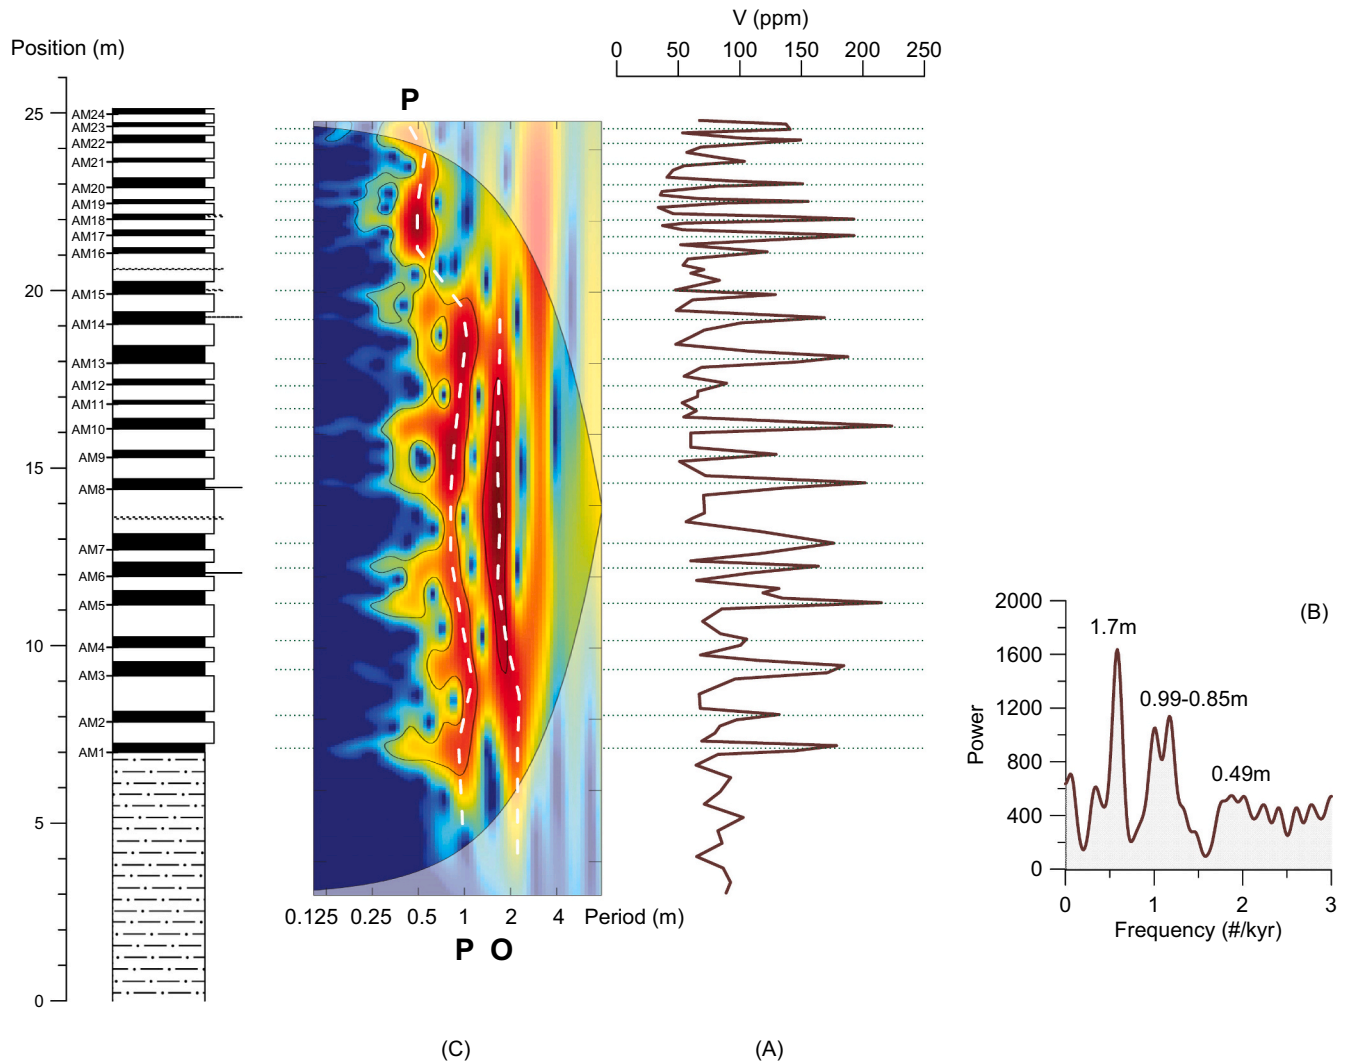 V (ppm)
Position (m)
0 50 100 150 200 250
P
25
AM24
AM23
AM22
AM21
AM20
AM19
AM18
AM17
AM16
20
AM15
AM14
AM13
AM12
AM11
AM10
15
AM9
AM8
AM7
AM6
AM5
10
AM4
AM3
AM2
AM1
5
0
0.125 0.25 0.5 1 2 4 Period (m)
P O
(C)
(A)
2000
(B)
1.7m
1600
0.99-0.85m
1200
Power
800
0.49m
400
0
0 1 2 3
Frequency (#/kyr)